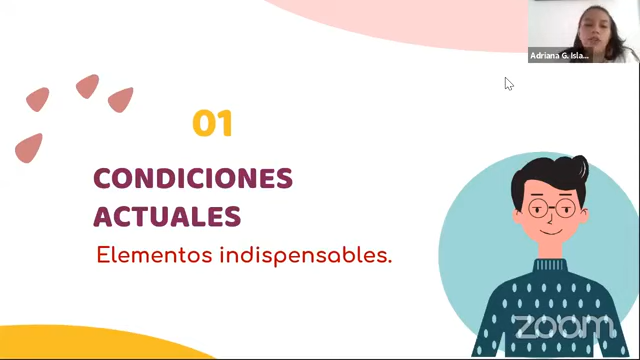 Adriana G. Isla...
01
CONDICIONES
ACTUALES
Elementos indispensables.
zoom